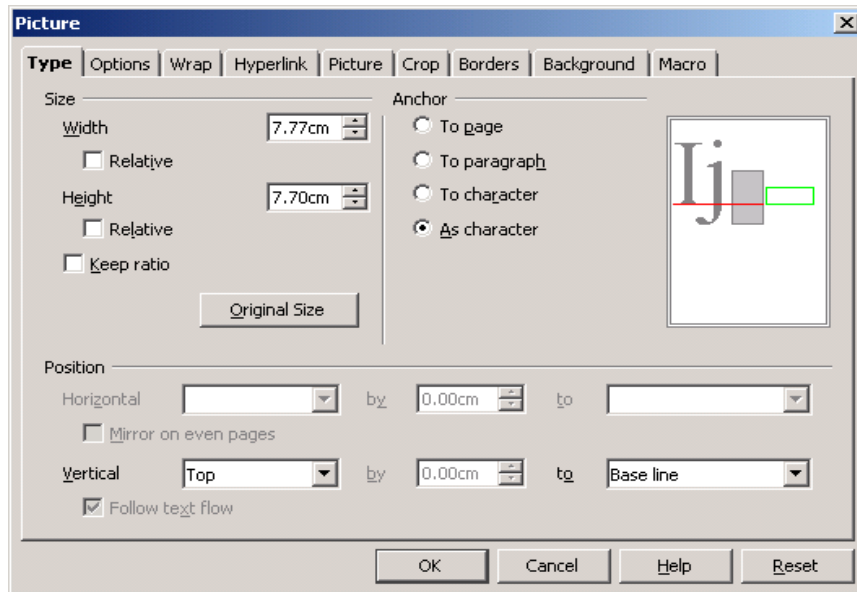 Picture
Type Options Wrap Hyperlink Picture Crop Borders Background Macro
Size
Width 7.77cm
Relative
Height 7.70cm
Relative
Keep ratio
Original Size
Anchor
To page
To paragraph
To character
As character
Ij
Position
Horizontal by 0.00cm to
Mirror on even pages
Vertical Top by 0.00cm to Base line
Follow text flow
OK Cancel Help Reset